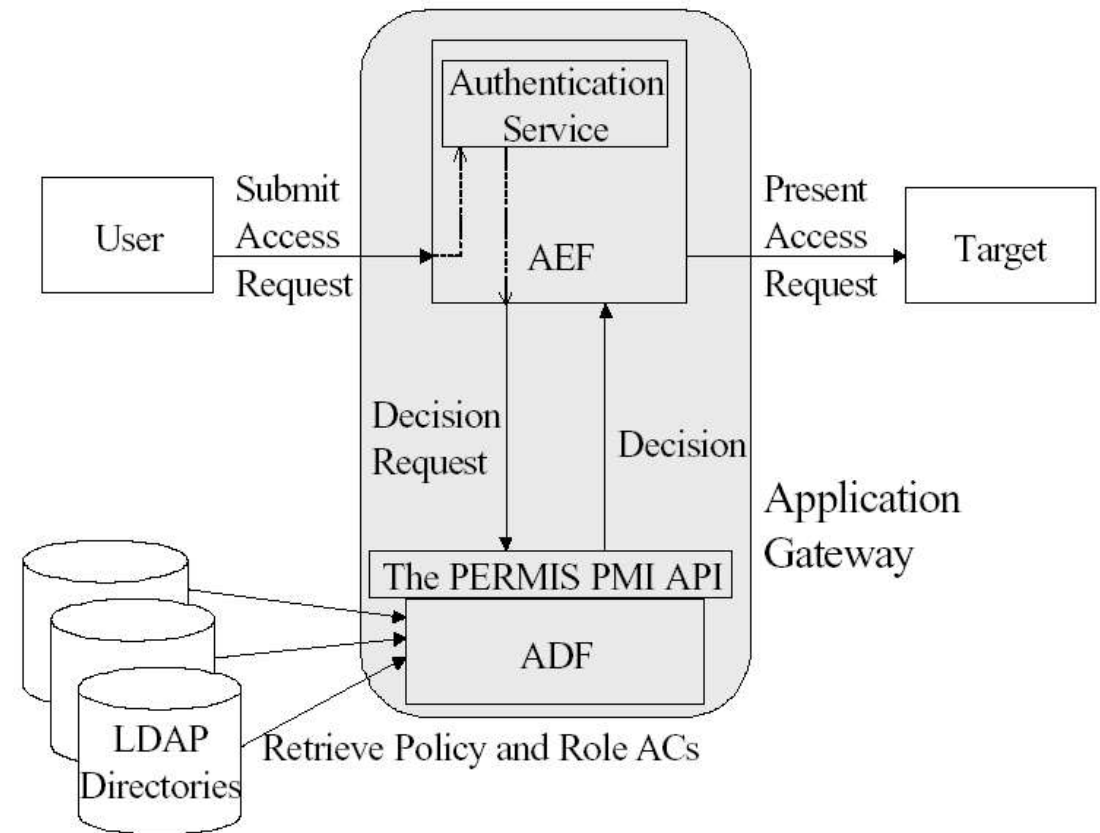 Authentication
Service
User
Submit
Access
Request
AEF
Present
Access
Request
Target
Decision
Request
Decision
Application
Gateway
The PERMIS PMI API
ADF
LDAP
Directories
Retrieve Policy and Role ACs